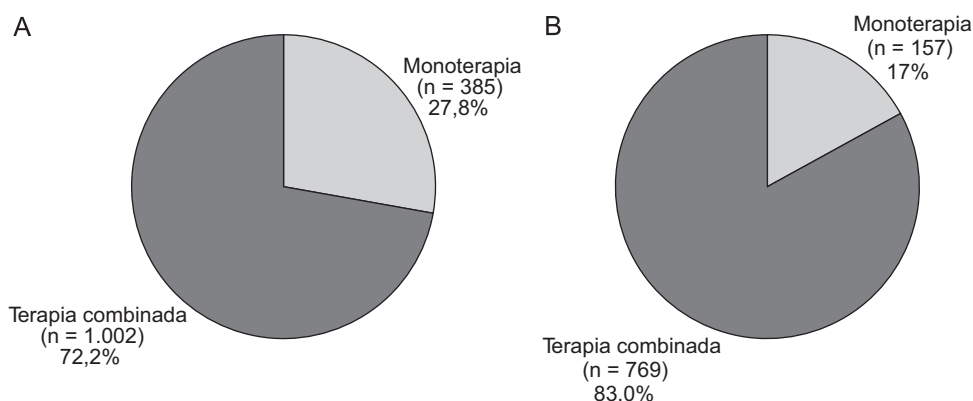 A
Monoterapia
(n = 385)
27,8%
Terapia combinada
(n = 1.002)
72,2%
B
Monoterapia
(n = 157)
17%
Terapia combinada
(n = 769)
83.0%